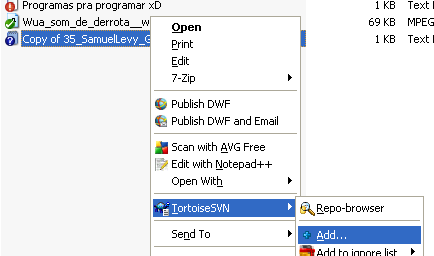 Programas pra programar xD 1 KB Text
Wua_som_de_derrota__w 69 KB MPEG
Copy of 35_SamuelLevy_G 1 KB Text
Open
Print
Edit
7-Zip
Publish DWF
Publish DWF and Email
Scan with AVG Free
Edit with Notepad++
Open With
TortoiseSVN
Send To
Repo-browser
Add...
Add to ignore list